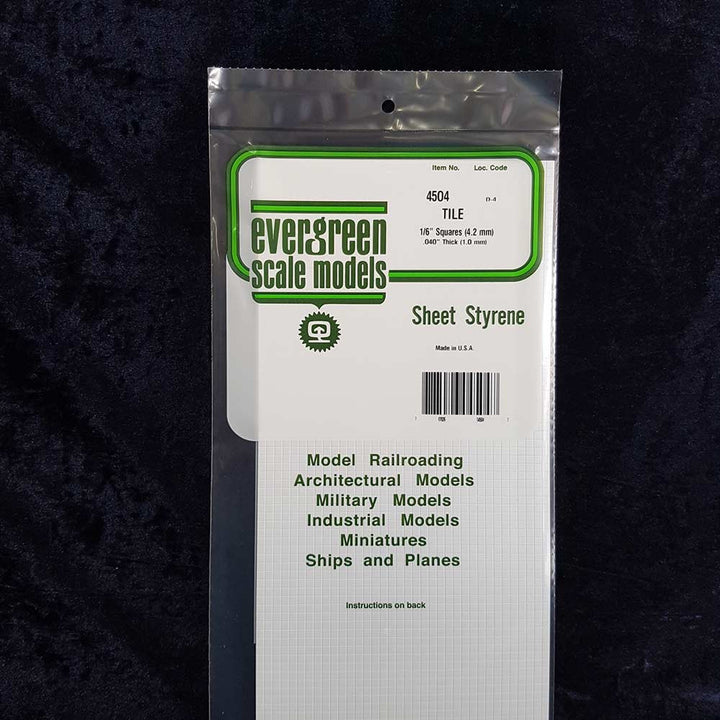 Item No. Loc. Code
4504 D-4
TILE
1/6" Squares (4.2 mm)
.040" Thick (1.0 mm)
evergreen
scale models
Sheet Styrene
Made in U.S.A.
Model Railroading
Architectural Models
Military Models
Industrial Models
Miniatures
Ships and Planes
Instructions on back